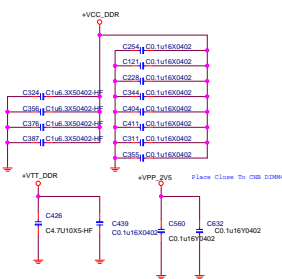 +VCC_DDR
C254 C0.1u16X0402
C121 C0.1u16X0402
C228 C0.1u16X0402
C324 C1u6.3X50402-HF
C344 C0.1u16X0402
C356 C1u6.3X50402-HF
C404 C0.1u16X0402
C376 C1u6.3X50402-HF
C411 C0.1u16X0402
C387 C1u6.3X50402-HF
C311 C0.1u16X0402
C355 C0.1u16X0402
+VTT_DDR
+VPP_2V5
Place Close To CHB DIMM
C426
C4.7U10X5-HF
C439
C0.1u16X0402
C560
C0.1u16Y0402
C632
C0.1u16Y0402